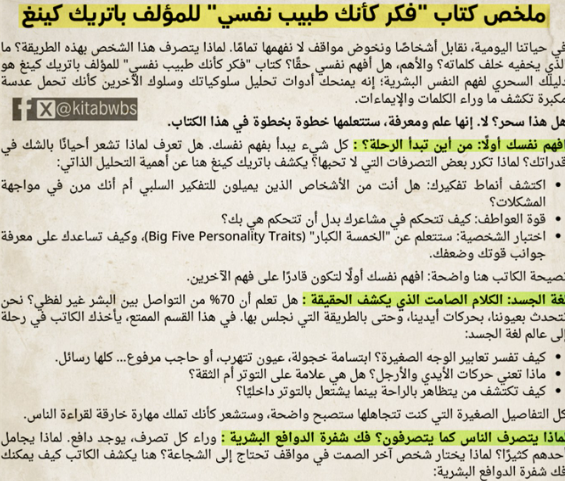 ملخص كتاب "فكر كأنك طبيب نفسي" للمؤلف باتريك كينغ
في حياتنا اليومية، نقابل أشخاصًا ونخوض مواقف لا نفهمها تمامًا. لماذا يتصرف هذا الشخص بهذه الطريقة؟ ما
الذي يخفيه خلف كلماته؟ والأهم، هل أفهم نفسي حقًا؟ كتاب "فكر كأنك طبيب نفسي" للمؤلف باتريك كينغ هو
دليلك السحري لفهم النفس البشرية؛ إنه يمنحك أدوات تحليل سلوكياتك وسلوك الآخرين كأنك تحمل عدسة
مكبرة تكشف ما وراء الكلمات والإيماءات.
@kitabwbs
هل هذا سحر؟ لا. إنها علم ومعرفة، ستتعلمها خطوة بخطوة في هذا الكتاب.
افهم نفسك أولًا: من أين تبدأ الرحلة؟ : كل شيء يبدأ بفهم نفسك. هل تعرف لماذا تشعر أحيانًا بالشك في
قدراتك؟ لماذا تكرر بعض التصرفات التي لا تحبها؟ يكشف باتريك كينغ هنا عن أهمية التحليل الذاتي:
• اكتشف أنماط تفكيرك: هل أنت من الأشخاص الذين يميلون للتفكير السلبي أم أنك مرن في مواجهة
المشكلات؟
• قوة العواطف: كيف تتحكم في مشاعرك بدل أن تتحكم هي بك؟
• اختبار الشخصية: ستتعلم عن "الخمسة الكبار" (Big Five Personality Traits)، وكيف تساعدك على معرفة
جوانب قوتك وضعفك.
نصيحة الكاتب هنا واضحة: افهم نفسك أولًا لتكون قادرًا على فهم الآخرين.
لغة الجسد: الكلام الصامت الذي يكشف الحقيقة : هل تعلم أن 70% من التواصل بين البشر غير لفظي؟ نحن
نتحدث بعيوننا، بحركات أيدينا، وحتى بالطريقة التي نجلس بها. في هذا القسم الممتع، يأخذك الكاتب في رحلة
إلى عالم لغة الجسد:
• كيف تفسر تعابير الوجه الصغيرة؟ ابتسامة خجولة، عيون تتهرب، أو حاجب مرفوع... كلها رسائل.
• ماذا تعني حركات الأيدي والأرجل؟ هل هي علامة على التوتر أم الثقة؟
• كيف تكتشف من يتظاهر بالراحة بينما يشتعل بالتوتر داخليًا؟
كل التفاصيل الصغيرة التي كنت تتجاهلها ستصبح واضحة، وستشعر كأنك تملك مهارة خارقة لقراءة الناس.
لماذا يتصرف الناس كما يتصرفون؟ فك شفرة الدوافع البشرية : وراء كل تصرف، يوجد دافع. لماذا يجامل
أحدهم كثيرًا؟ لماذا يختار شخص آخر الصمت في مواقف تحتاج إلى الشجاعة؟ هنا يكشف الكاتب كيف يمكنك
فك شفرة الدوافع البشرية: